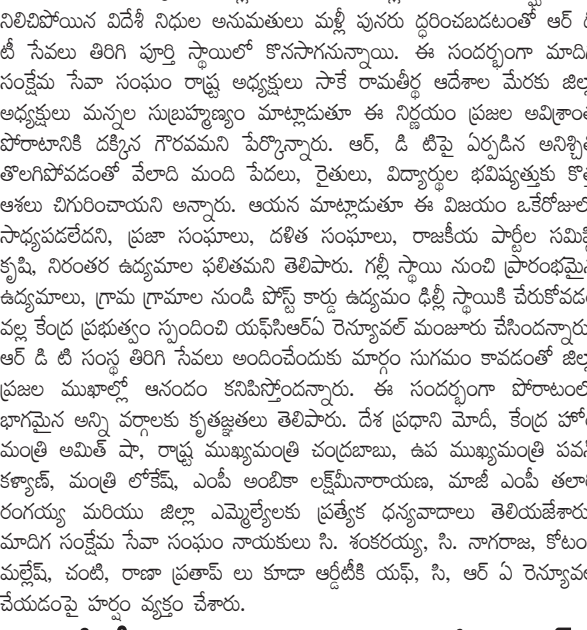 నిలిచిపోయిన విదేశీ నిధుల అనుమతులు మళ్లీ పునరు ద్ధరించబడటంతో ఆర్
టీ సేవలు తిరిగి పూర్తి స్థాయిలో కొనసాగనున్నాయి. ఈ సందర్భంగా మాది
సంక్షేమ సేవా సంఘం రాష్ట్ర అధ్యక్షులు సాకే రామతీర్థ ఆదేశాల మేరకు జిల్
అధ్యక్షులు మన్నల సుబ్రహ్మణ్యం మాట్లాడుతూ ఈ నిర్ణయం ప్రజల అవిశ్రాం
పోరాటానికి దక్కిన గౌరవమని పేర్కొన్నారు. ఆర్, డి టిపై ఏర్పడిన అనిశ్చి
తొలగిపోవడంతో వేలాది మంది పేదలు, రైతులు, విద్యార్థుల భవిష్యత్తుకు కొ
ఆశలు చిగురించాయని అన్నారు. ఆయన మాట్లాడుతూ ఈ విజయం ఒకేరోజుల
సాధ్యపడలేదని, ప్రజా సంఘాలు, దళిత సంఘాలు, రాజకీయ పార్టీల సమి
కృషి, నిరంతర ఉద్యమాల ఫలితమని తెలిపారు. గల్లీ స్థాయి నుంచి ప్రారంభమై
ఉద్యమాలు, గ్రామ గ్రామాల నుండి పోస్ట్ కార్డు ఉద్యమం ఢిల్లీ స్థాయికి చేరుకోవడ
వల్ల కేంద్ర ప్రభుత్వం స్పందించి యఫ్‌సిఆర్‌ఏ రెన్యూవల్ మంజూరు చేసిందన్నారు
ఆర్ డి టి సంస్థ తిరిగి సేవలు అందించేందుకు మార్గం సుగమం కావడంతో జిల్
ప్రజల ముఖాల్లో ఆనందం కనిపిస్తోందన్నారు. ఈ సందర్భంగా పోరాటంల
భాగమైన అన్ని వర్గాలకు కృతజ్ఞతలు తెలిపారు. దేశ ప్రధాని మోదీ, కేంద్ర హో
మంత్రి అమిత్ షా, రాష్ట్ర ముఖ్యమంత్రి చంద్రబాబు, ఉప ముఖ్యమంత్రి పవ
కళ్యాణ్, మంత్రి లోకేష్, ఎంపీ అంబికా లక్ష్మీనారాయణ, మాజీ ఎంపీ తలా
రంగయ్య మరియు జిల్లా ఎమ్మెల్యేలకు ప్రత్యేక ధన్యవాదాలు తెలియజేశారు
మాదిగ సంక్షేమ సేవా సంఘం నాయకులు సి. శంకరయ్య, సి. నాగరాజ, కోటం
మల్లేష్, చంటి, రాణా ప్రతాప్ లు కూడా ఆర్డీటీకి యఫ్, సి, ఆర్ ఏ రెన్యూవ
చేయడంపై హర్షం వ్యక్తం చేశారు.